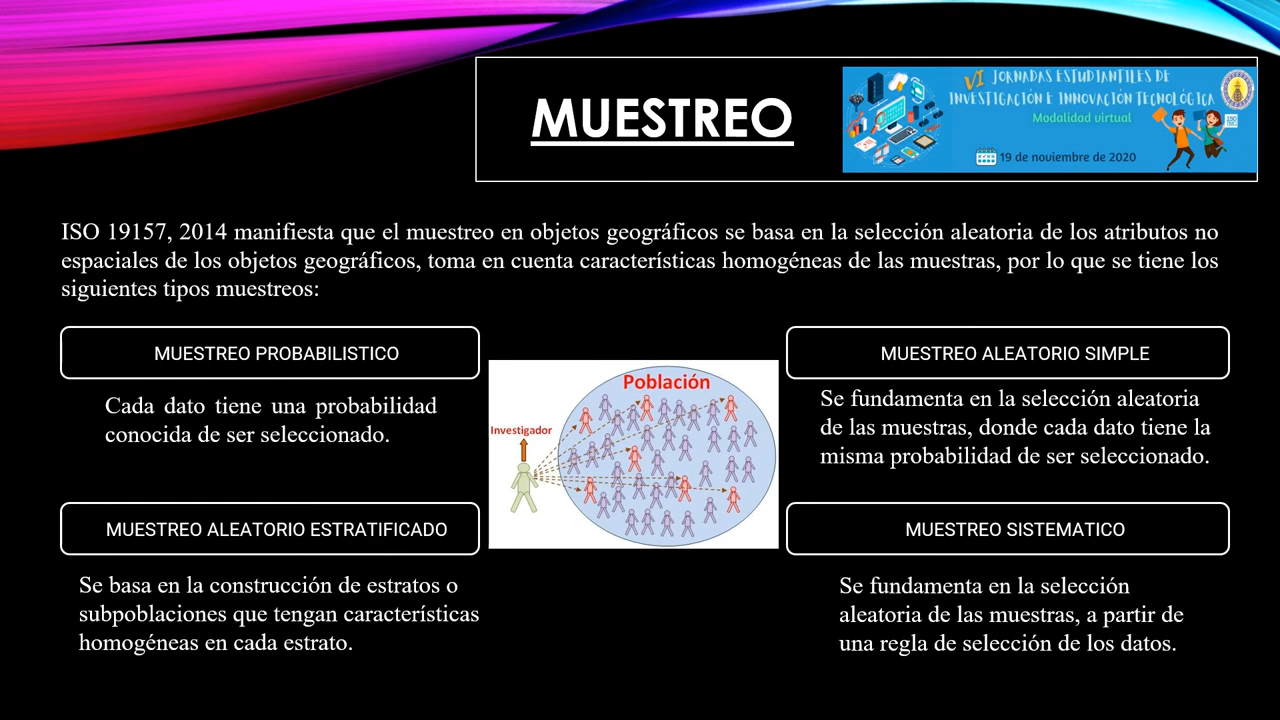 MUESTREO
VI JORNADAS ESTUDIANTILES DE
INVESTIGACIÓN E INNOVACIÓN TECNOLÓGICA
Modalidad virtual
19 de noviembre de 2020
ISO 19157, 2014 manifiesta que el muestreo en objetos geográficos se basa en la selección aleatoria de los atributos no
espaciales de los objetos geográficos, toma en cuenta características homogéneas de las muestras, por lo que se tiene los
siguientes tipos muestreos:
MUESTREO PROBABILISTICO
Cada dato tiene una probabilidad
conocida de ser seleccionado.
MUESTREO ALEATORIO SIMPLE
Se fundamenta en la selección aleatoria
de las muestras, donde cada dato tiene la
misma probabilidad de ser seleccionado.
Población
Investigador
MUESTREO ALEATORIO ESTRATIFICADO
Se basa en la construcción de estratos o
subpoblaciones que tengan características
homogéneas en cada estrato.
MUESTREO SISTEMATICO
Se fundamenta en la selección
aleatoria de las muestras, a partir de
una regla de selección de los datos.